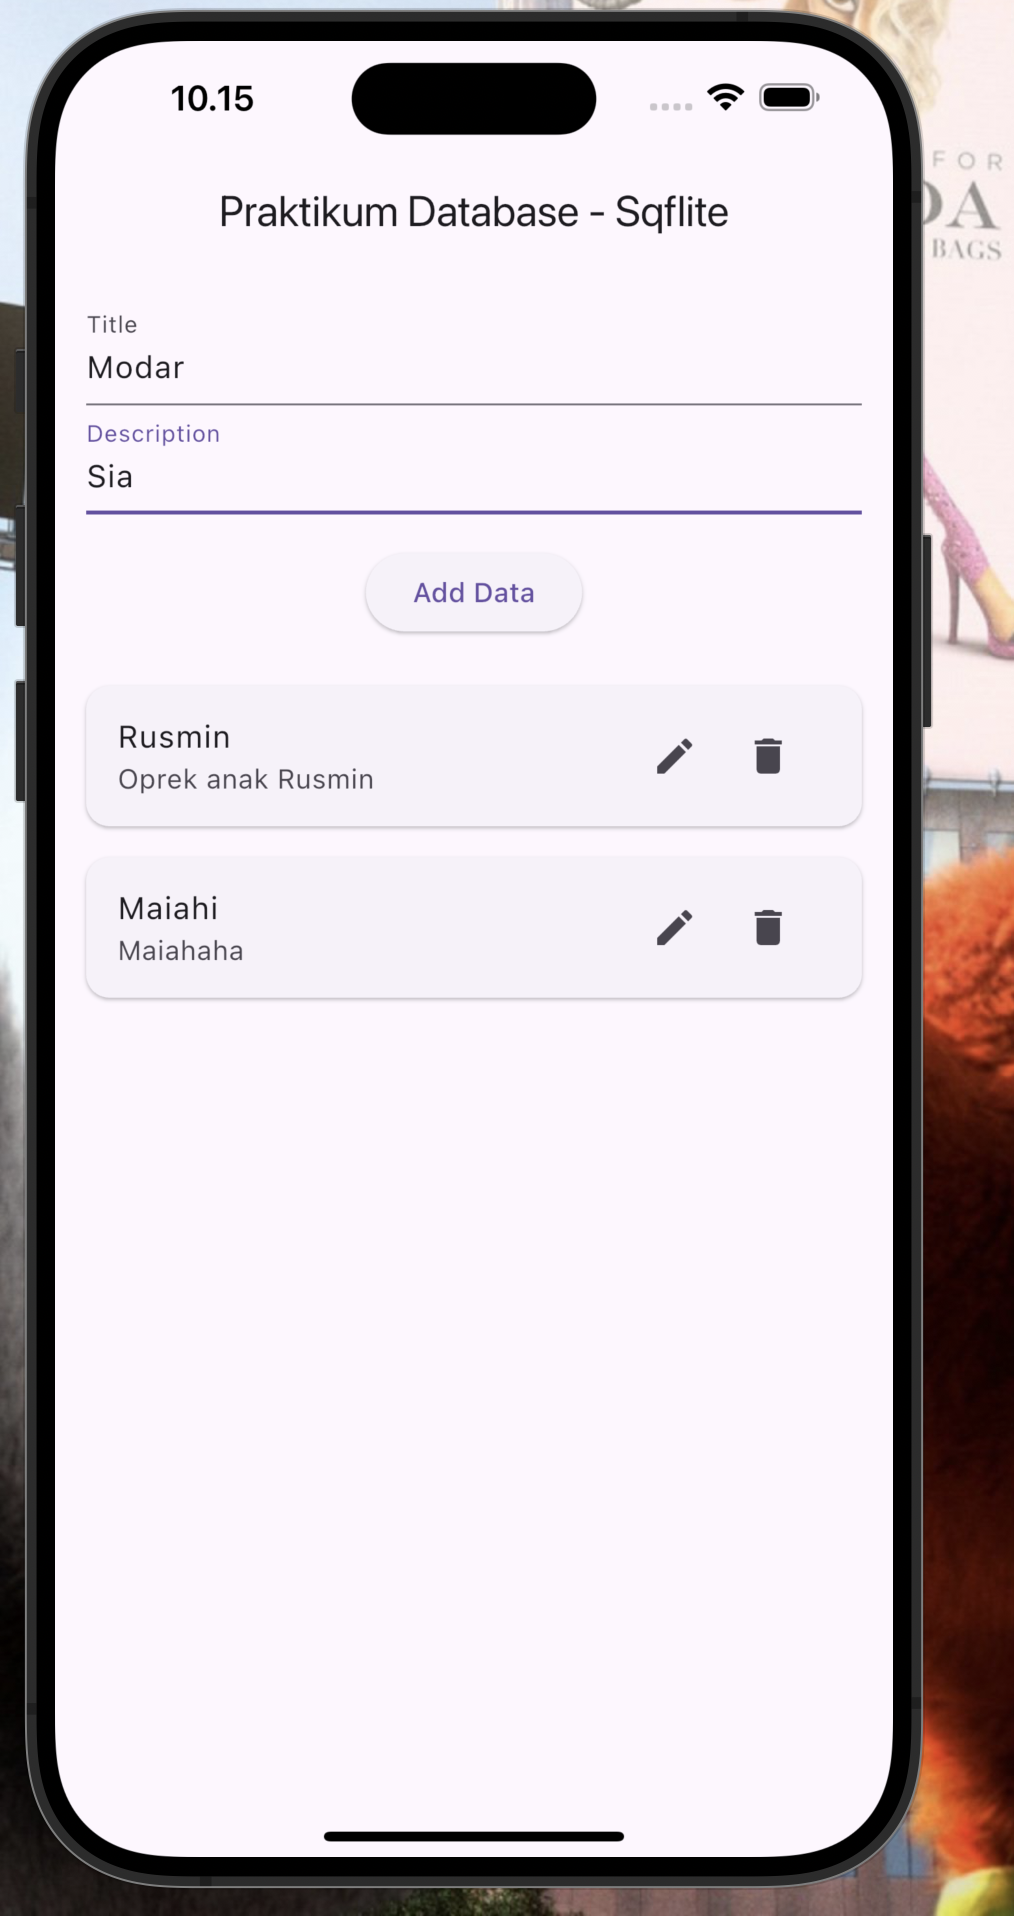 10.15
FOR
BAGS
Praktikum Database - Sqflite
Title
Modar
Description
Sia
Add Data
Rusmin
Oprek anak Rusmin
Maiahi
Maiahaha